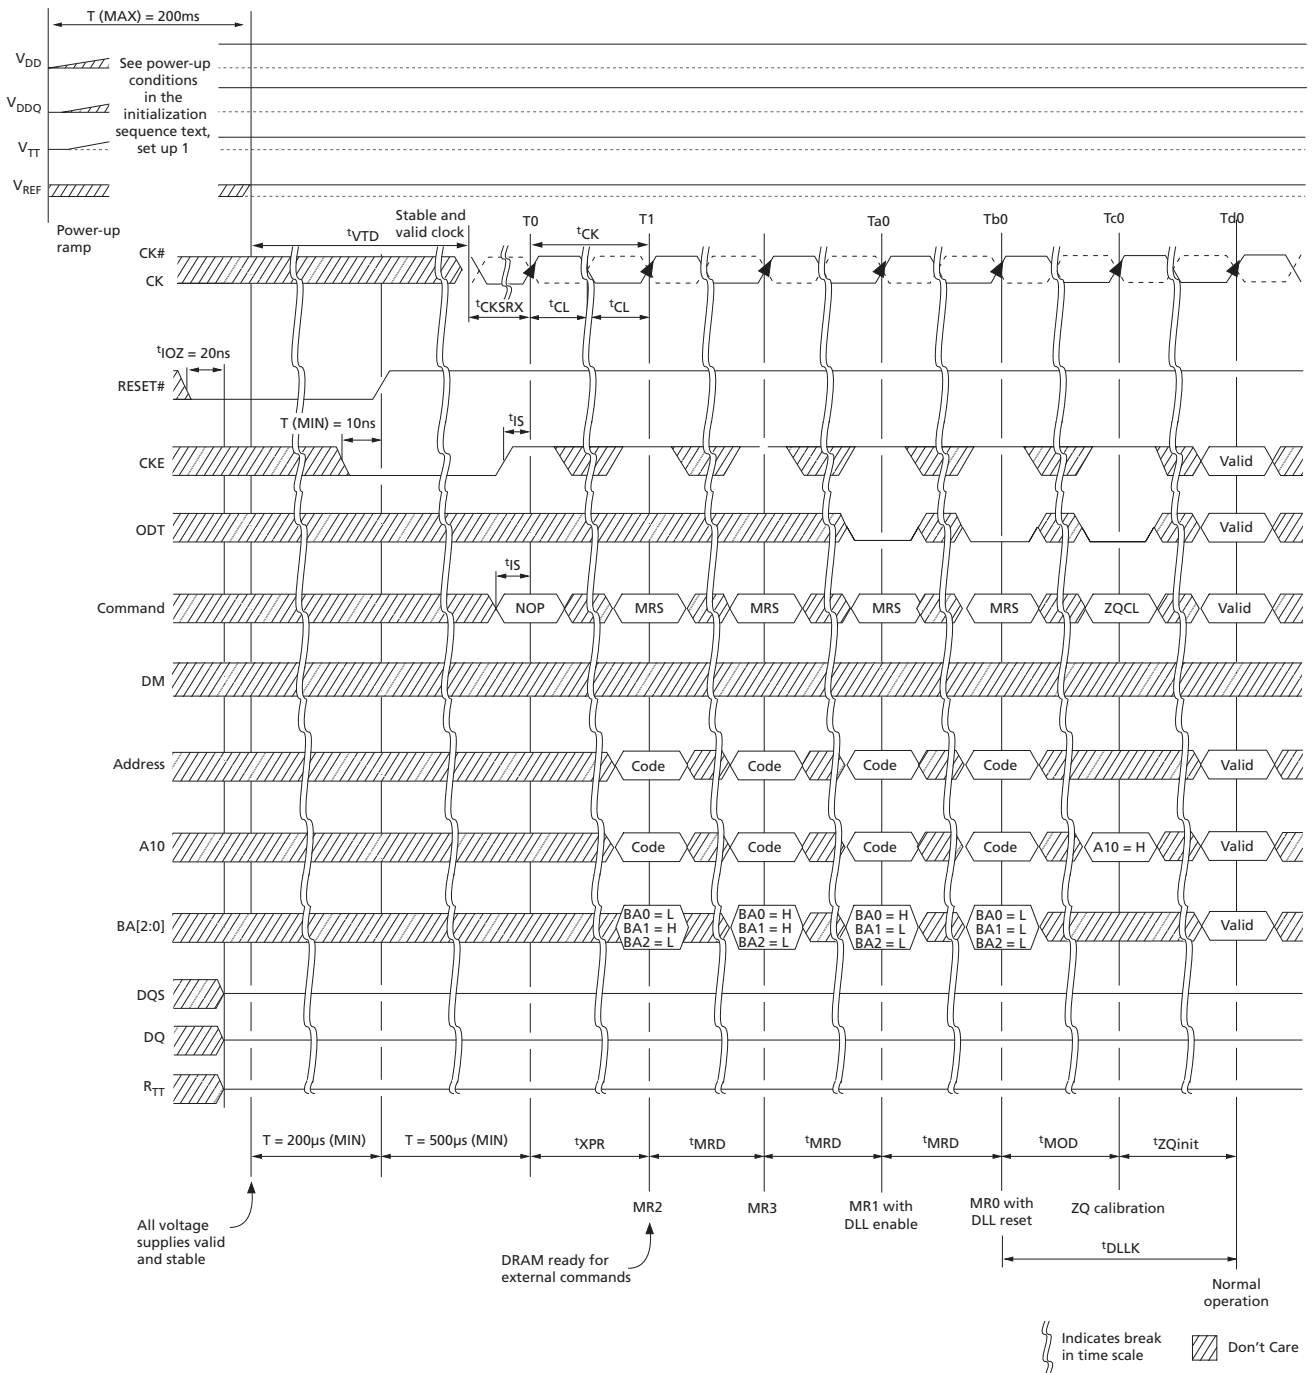 T (MAX) = 200ms
VDD
See power-up
conditions
in the
initialization
sequence text,
set up 1
VDDQ
VTT
VREF
Power-up
ramp
Stable and
valid clock
T0
T1
Ta0
Tb0
Tc0
Td0
tVTD
tCK
CK#
CK
tCKSRX
tCL
tCL
tIOZ = 20ns
RESET#
T (MIN) = 10ns
tIS
CKE
Valid
ODT
Valid
tIS
Command
NOP
MRS
MRS
MRS
MRS
ZQCL
Valid
DM
Address
Code
Code
Code
Code
Valid
A10
Code
Code
Code
Code
A10 = H
Valid
BA[2:0]
BA0 = L
BA1 = H
BA2 = L
BA0 = H
BA1 = H
BA2 = L
BA0 = H
BA1 = L
BA2 = L
BA0 = L
BA1 = L
BA2 = L
Valid
DQS
DQ
RTT
T = 200µs (MIN)
T = 500µs (MIN)
tXPR
tMRD
tMRD
tMRD
tMOD
tZQinit
MR2
MR3
MR1 with
DLL enable
MR0 with
DLL reset
ZQ calibration
All voltage
supplies valid
and stable
DRAM ready for
external commands
tDLLK
Normal
operation
Indicates break
in time scale
Don't Care